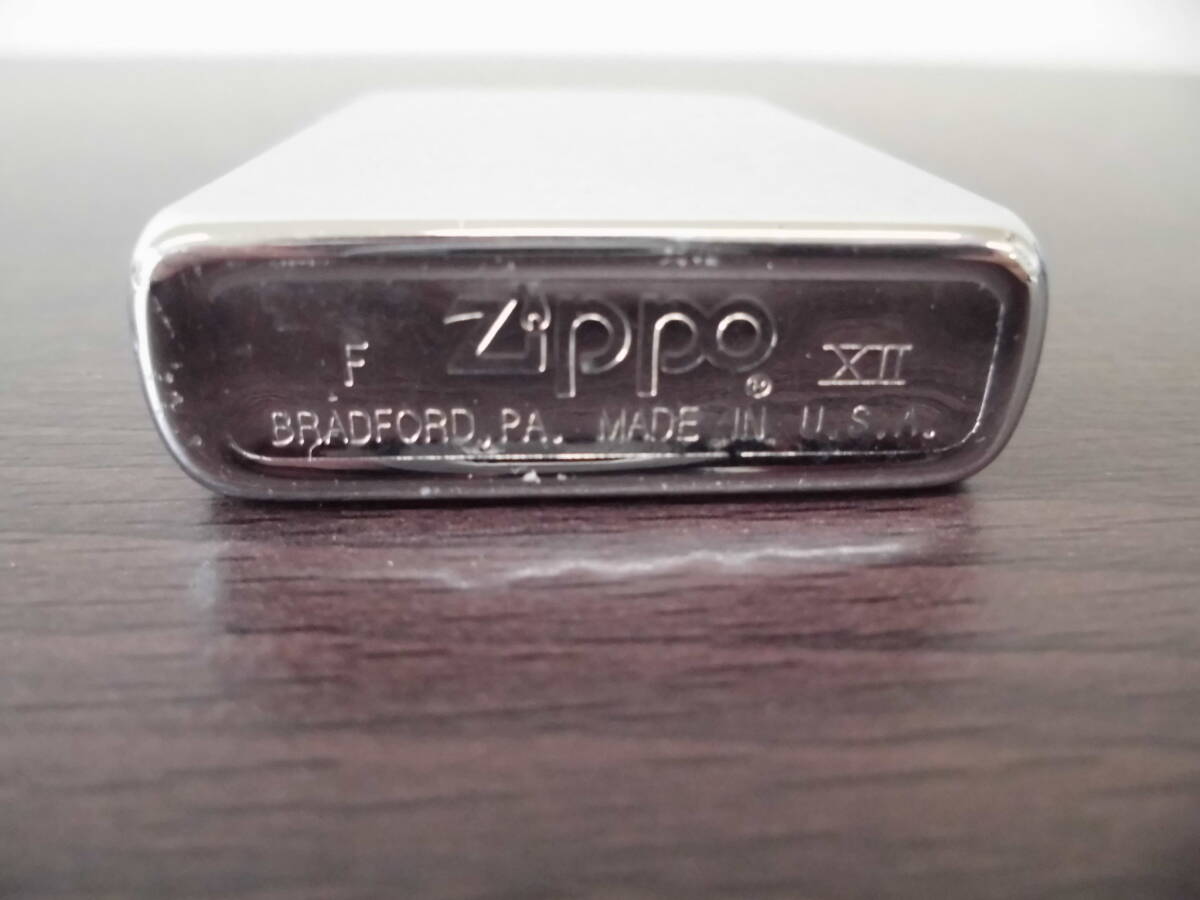 Zippo ®
F XII
BRADFORD, PA. MADE IN U.S.A.